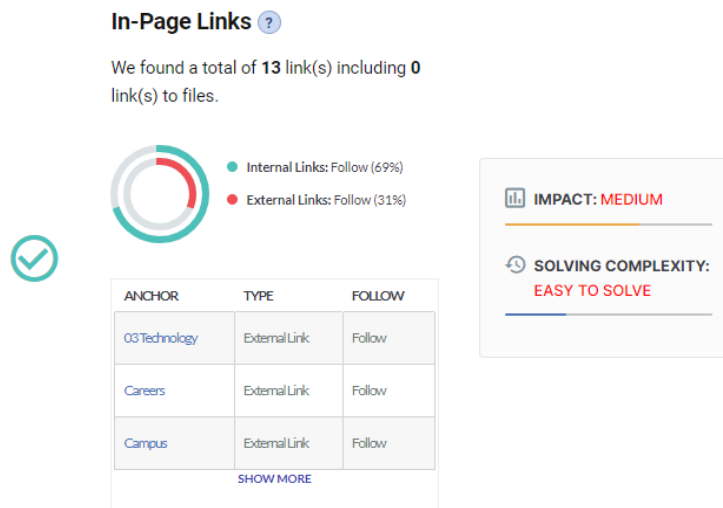 In-Page Links ?
We found a total of 13 link(s) including 0
link(s) to files.
Internal Links: Follow (69%)
External Links: Follow (31%)
IMPACT: MEDIUM
SOLVING COMPLEXITY:
EASY TO SOLVE
ANCHOR TYPE FOLLOW
03 Technology External Link Follow
Careers External Link Follow
Campus External Link Follow
SHOW MORE